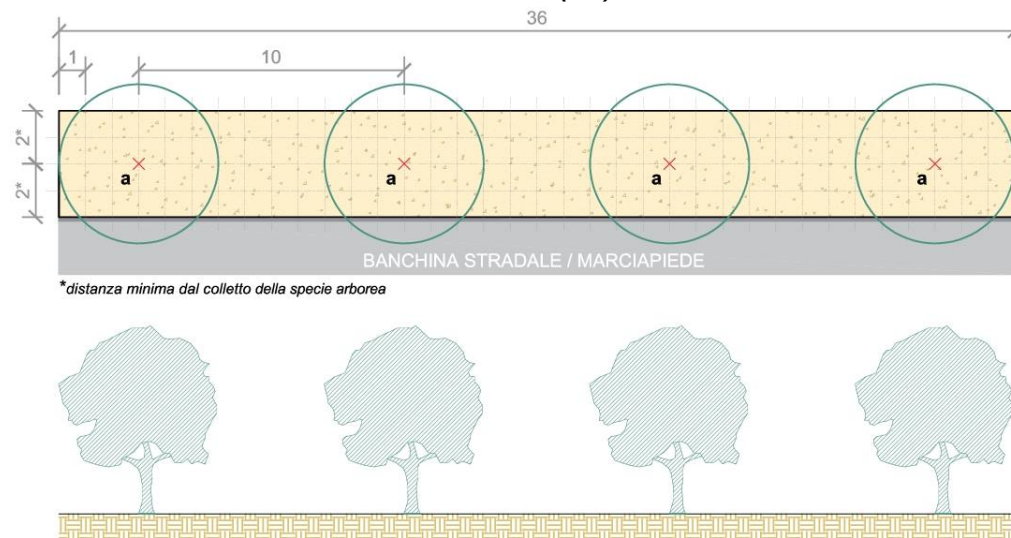 36
1
10
2*
2*
a
a
a
a
BANCHINA STRADALE / MARCIAPIEDE
*distanza minima dal colletto della specie arborea